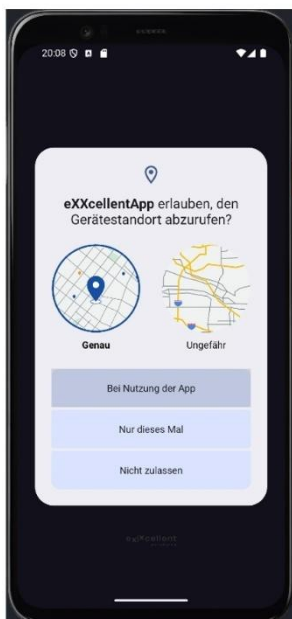 20:08
eXXcellentApp erlauben, den
Gerätestandort abzurufen?
Genau
Ungefähr
Bei Nutzung der App
Nur dieses Mal
Nicht zulassen